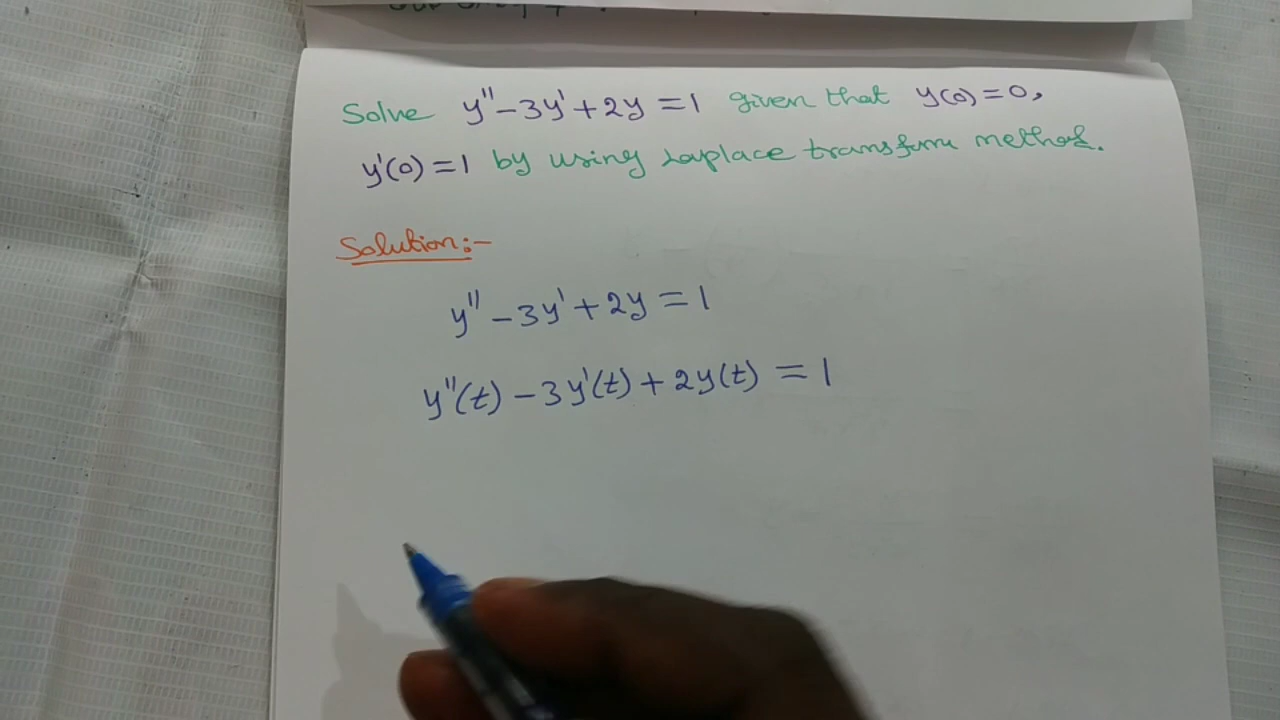 Solve y'' - 3y' + 2y = 1 given that y(0) = 0,
y'(0) = 1 by using Laplace transform method.
Solution:-
y'' - 3y' + 2y = 1
y''(t) - 3y'(t) + 2y(t) = 1